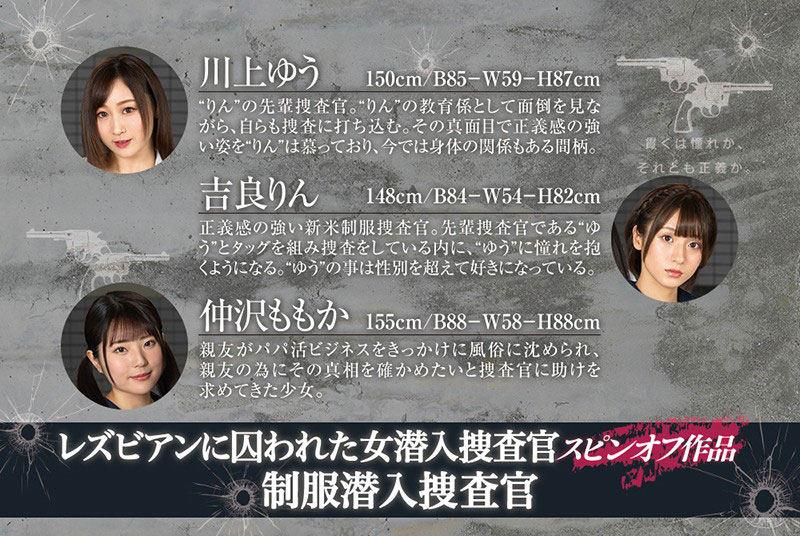 川上ゆう 150cm/B85-W59-H87cm
“りん”の先輩捜査官。“りん”の教育係として面倒を見な
がら、自らも捜査に打ち込む。その真面目で正義感の強
い姿を“りん”は慕っており、今では身体の関係もある間柄。
貫くは憧れか、
それとも正義か。
吉良りん 148cm/B84-W54-H82cm
正義感の強い新米制服捜査官。先輩捜査官である“ゆ
う”とタッグを組み捜査をしている内に、“ゆう”に憧れを抱
くようになる。“ゆう”の事は性別を超えて好きになっている。
仲沢ももか 155cm/B88-W58-H88cm
親友がパパ活ビジネスをきっかけに風俗に沈められ、
親友の為にその真相を確かめたいと捜査官に助けを
求めてきた少女。
レズビアンに囚われた女潜入捜査官スピンオフ作品
制服潜入捜査官